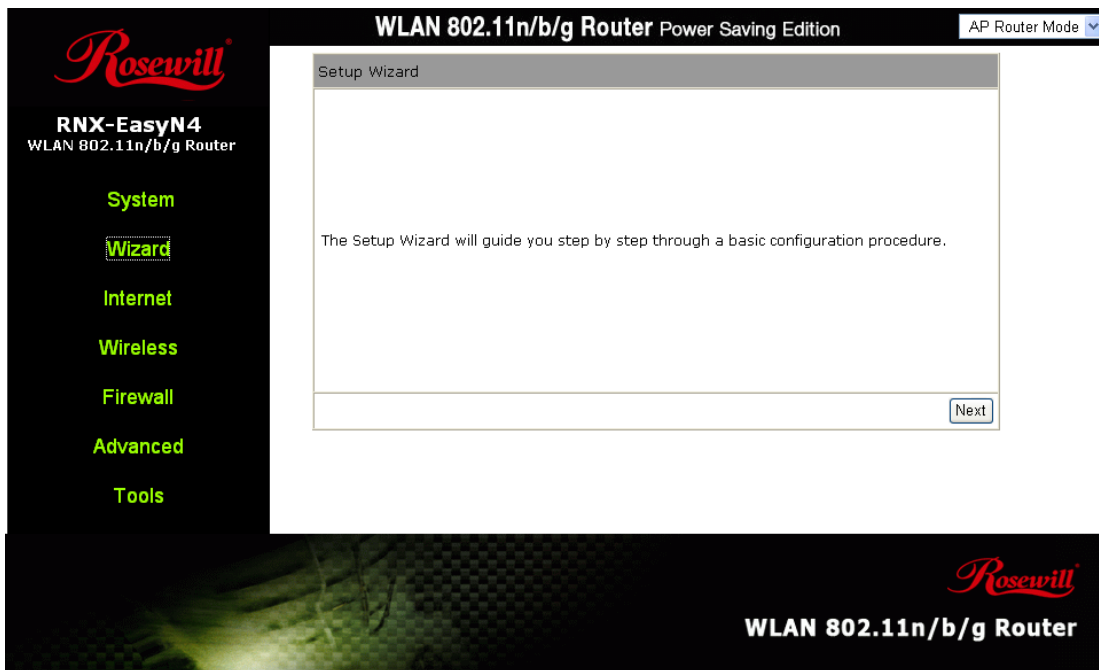 WLAN 802.11n/b/g Router Power Saving Edition
AP Router Mode
Rosewill
RNX-EasyN4
WLAN 802.11n/b/g Router
System
Wizard
Internet
Wireless
Firewall
Advanced
Tools
Setup Wizard
The Setup Wizard will guide you step by step through a basic configuration procedure.
Next
Rosewill
WLAN 802.11n/b/g Router